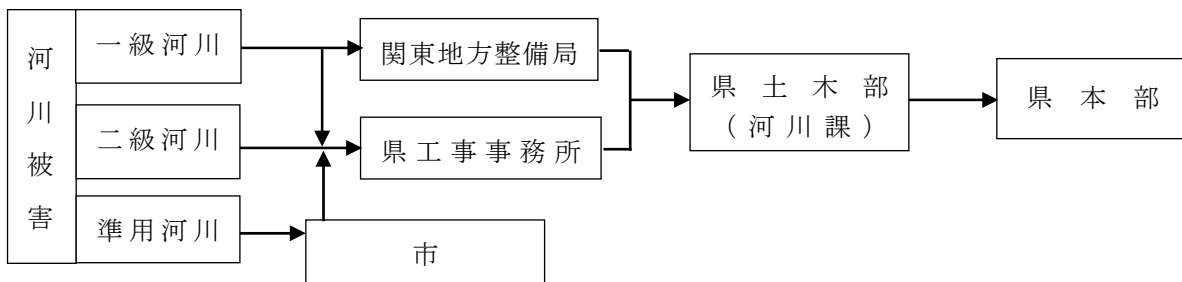 河川被害
一級河川
関東地方整備局
県土木部
(河川課)
県本部
二級河川
県工事事務所
準用河川
市